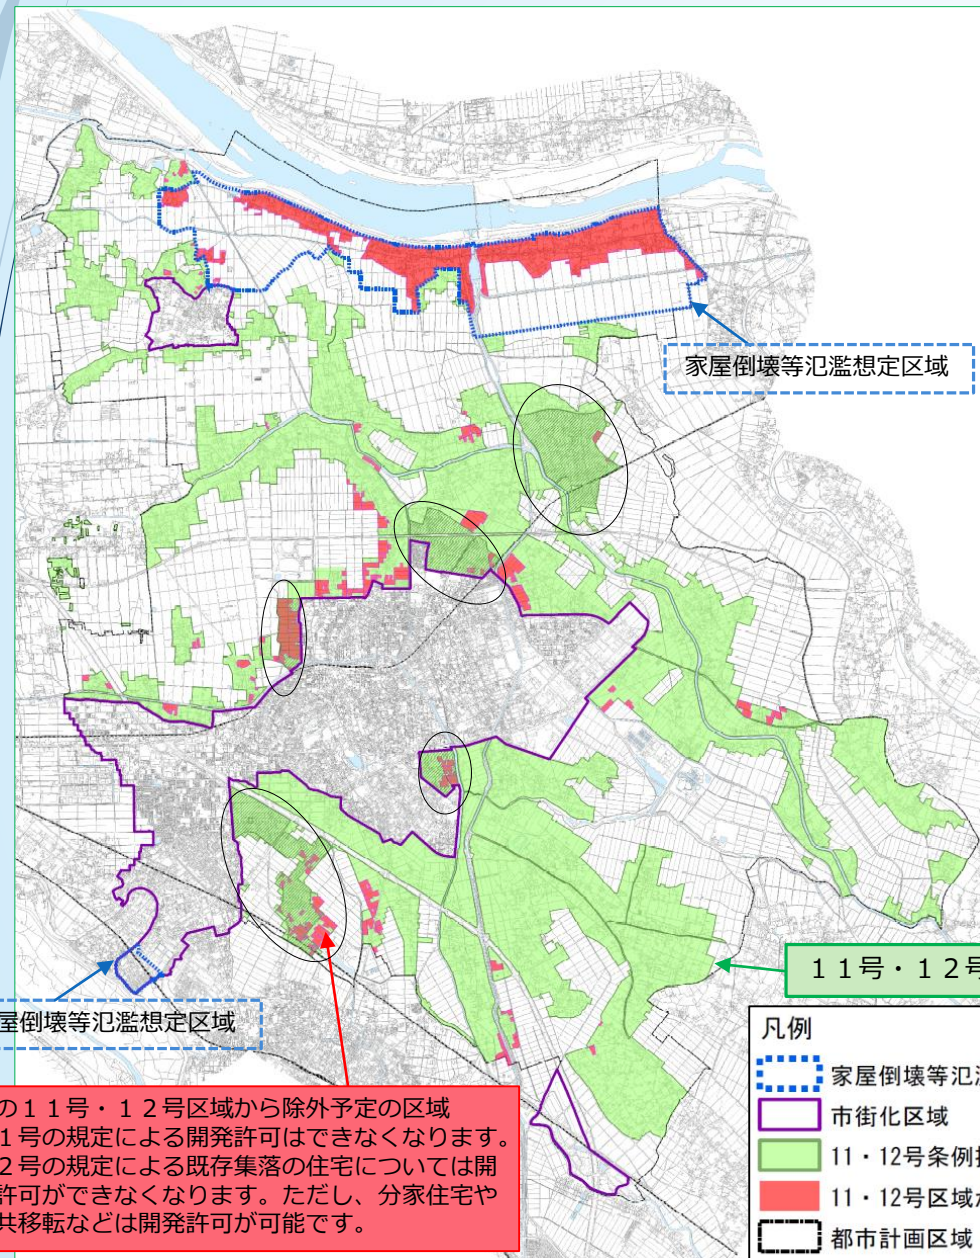 家屋倒壊等氾濫想定区域
１１号・１２号
屋倒壊等氾濫想定区域
の１１号・１２号区域から除外予定の区域
１号の規定による開発許可はできなくなります。
２号の規定による既存集落の住宅については開
許可ができなくなります。ただし、分家住宅や
共移転などは開発許可が可能です。
凡例
家屋倒壊等氾
市街化区域
11・12号条例
11・12号区域
都市計画区域